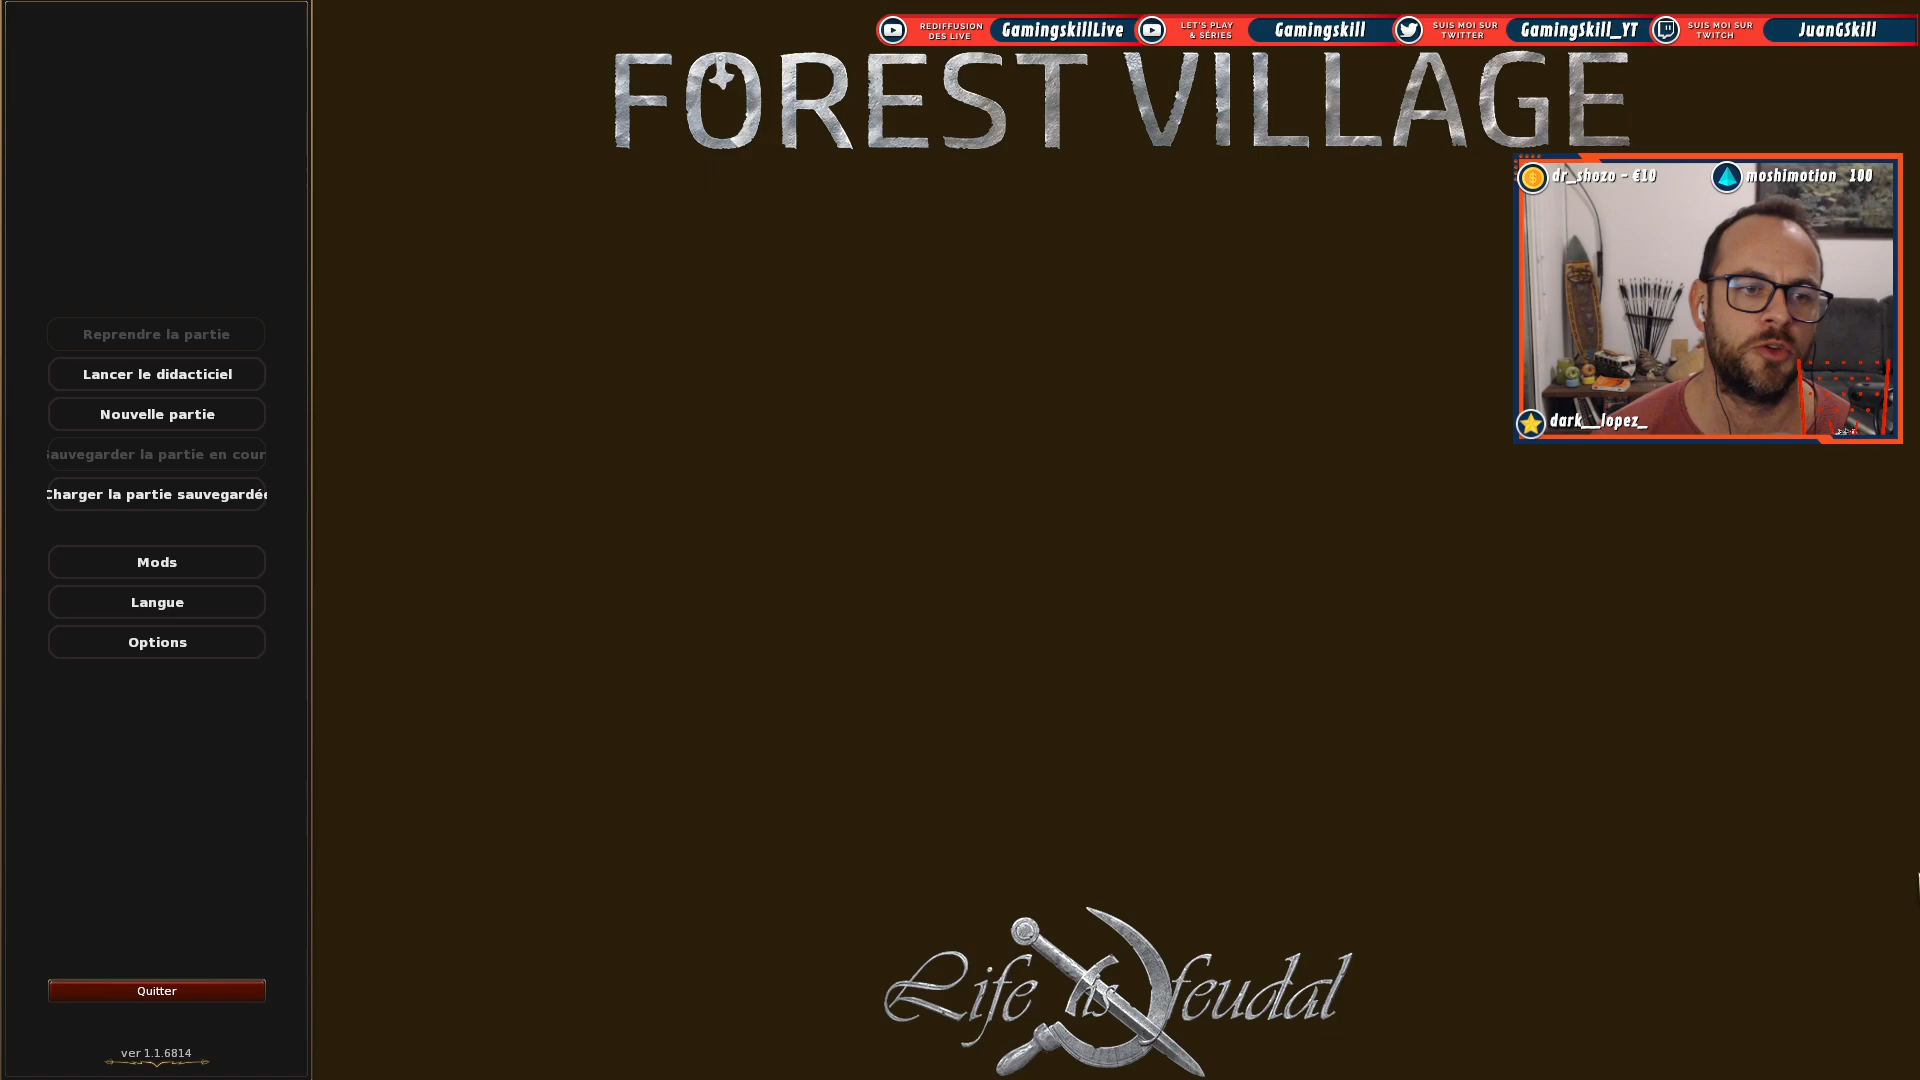 REDIFFUSION
DES LIVE
GamingskillLive
LET'S PLAY
& SÉRIES
Gamingskill
SUIS MOI SUR
TWITTER
GamingSkill_YT
SUIS MOI SUR
TWITCH
JuanGSkill
FOREST VILLAGE
dr_shozo - €10
moshimotion 100
dark__lopez_
Reprendre la partie
Lancer le didacticiel
Nouvelle partie
Sauvegarder la partie en cour
Charger la partie sauvegardée
Mods
Langue
Options
Quitter
ver 1.1.6814
Life is feudal